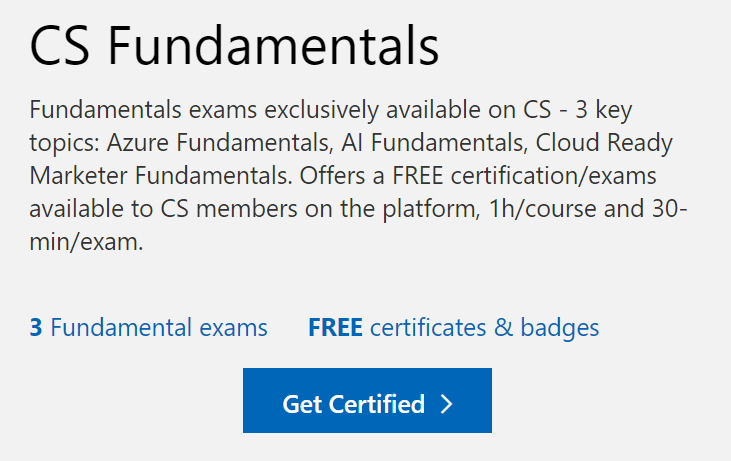 CS Fundamentals
Fundamentals exams exclusively available on CS - 3 key
topics: Azure Fundamentals, AI Fundamentals, Cloud Ready
Marketer Fundamentals. Offers a FREE certification/exams
available to CS members on the platform, 1h/course and 30-
min/exam.
3 Fundamental exams FREE certificates & badges
Get Certified